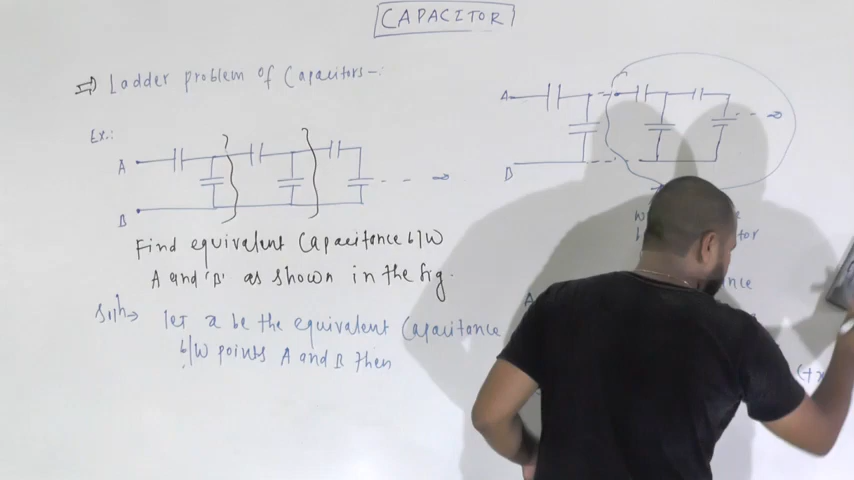 CAPACITOR
⇒ Ladder problem of Capacitors-:
Ex.:
A
B
∞
Find equivalent Capacitance b/W
A and 'B' as shown in the fig.
Sol^n→ let x be the equivalent Capacitance
b/W points A and B then
A
B
∞